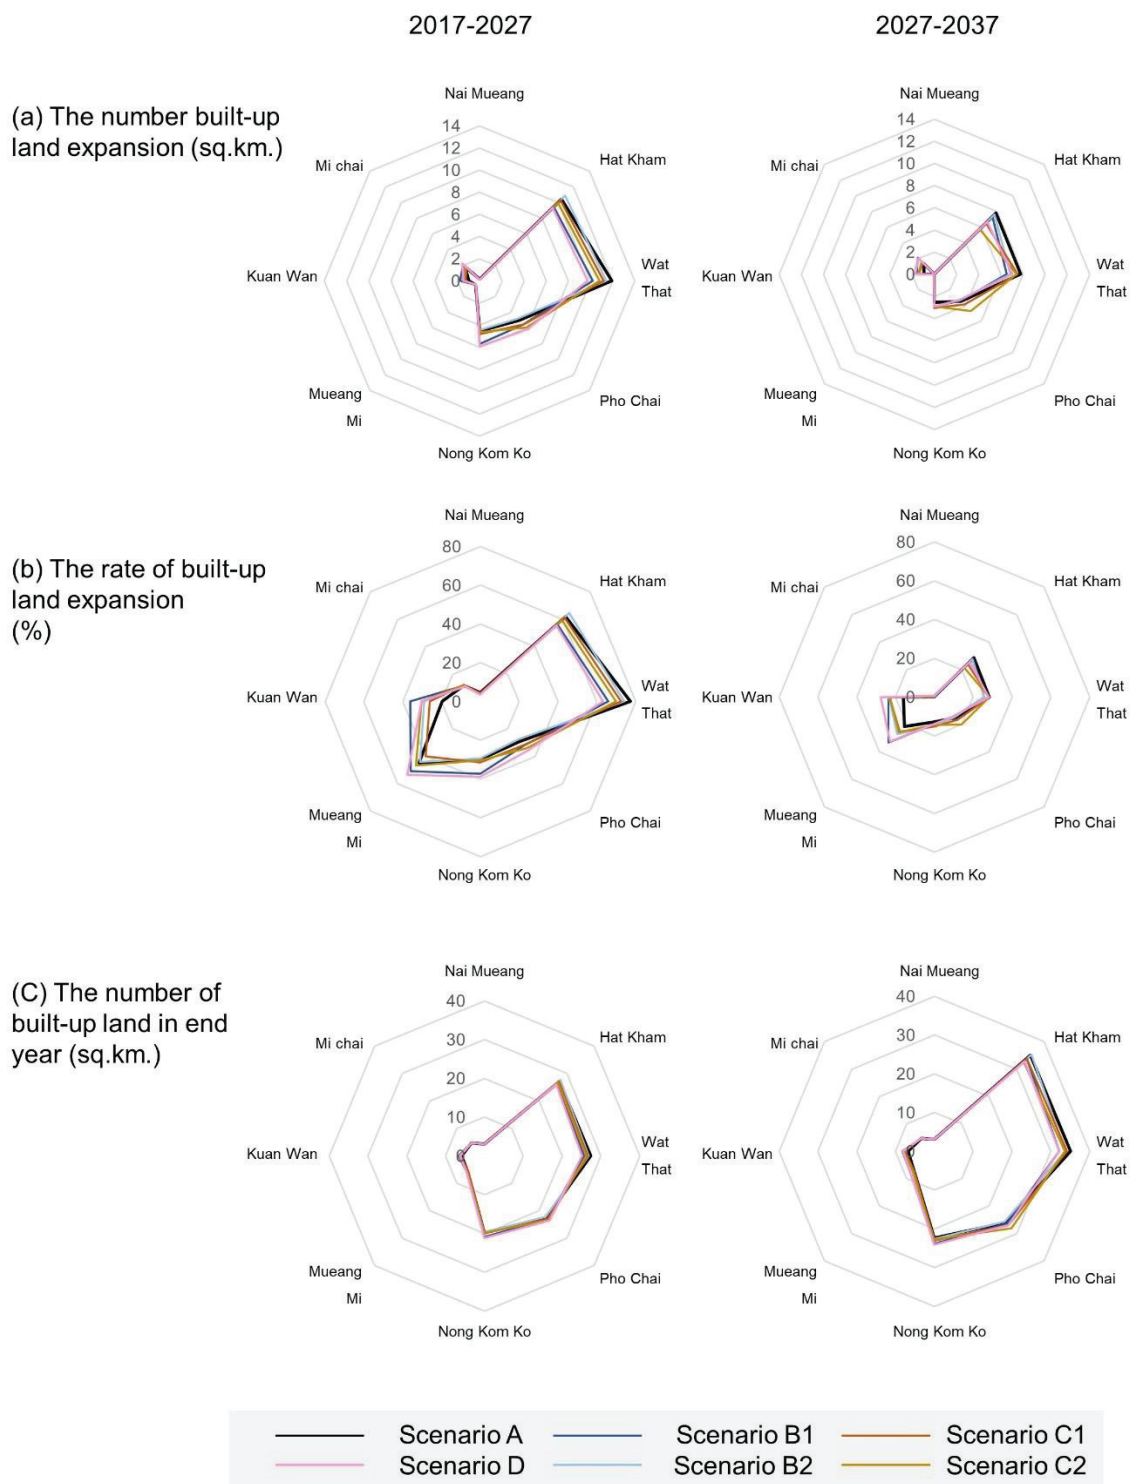 2017-2027
2027-2037
(a) The number built-up
land expansion (sq.km.)
Nai Mueang
14
12
10
8
6
4
2
0
Hat Kham
Wat
That
Pho Chai
Nong Kom Ko
Mueang
Mi
Kuan Wan
Mi chai
Nai Mueang
14
12
10
8
6
4
2
0
Hat Kham
Wat
That
Pho Chai
Nong Kom Ko
Mueang
Mi
Kuan Wan
Mi chai
(b) The rate of built-up
land expansion
(%)
Nai Mueang
80
60
40
20
0
Hat Kham
Wat
That
Pho Chai
Nong Kom Ko
Mueang
Mi
Kuan Wan
Mi chai
Nai Mueang
80
60
40
20
0
Hat Kham
Wat
That
Pho Chai
Nong Kom Ko
Mueang
Mi
Kuan Wan
Mi chai
(C) The number of
built-up land in end
year (sq.km.)
Nai Mueang
40
30
20
10
0
Hat Kham
Wat
That
Pho Chai
Nong Kom Ko
Mueang
Mi
Kuan Wan
Mi chai
Nai Mueang
40
30
20
10
0
Hat Kham
Wat
That
Pho Chai
Nong Kom Ko
Mueang
Mi
Kuan Wan
Mi chai
Scenario A
Scenario B1
Scenario C1
Scenario D
Scenario B2
Scenario C2